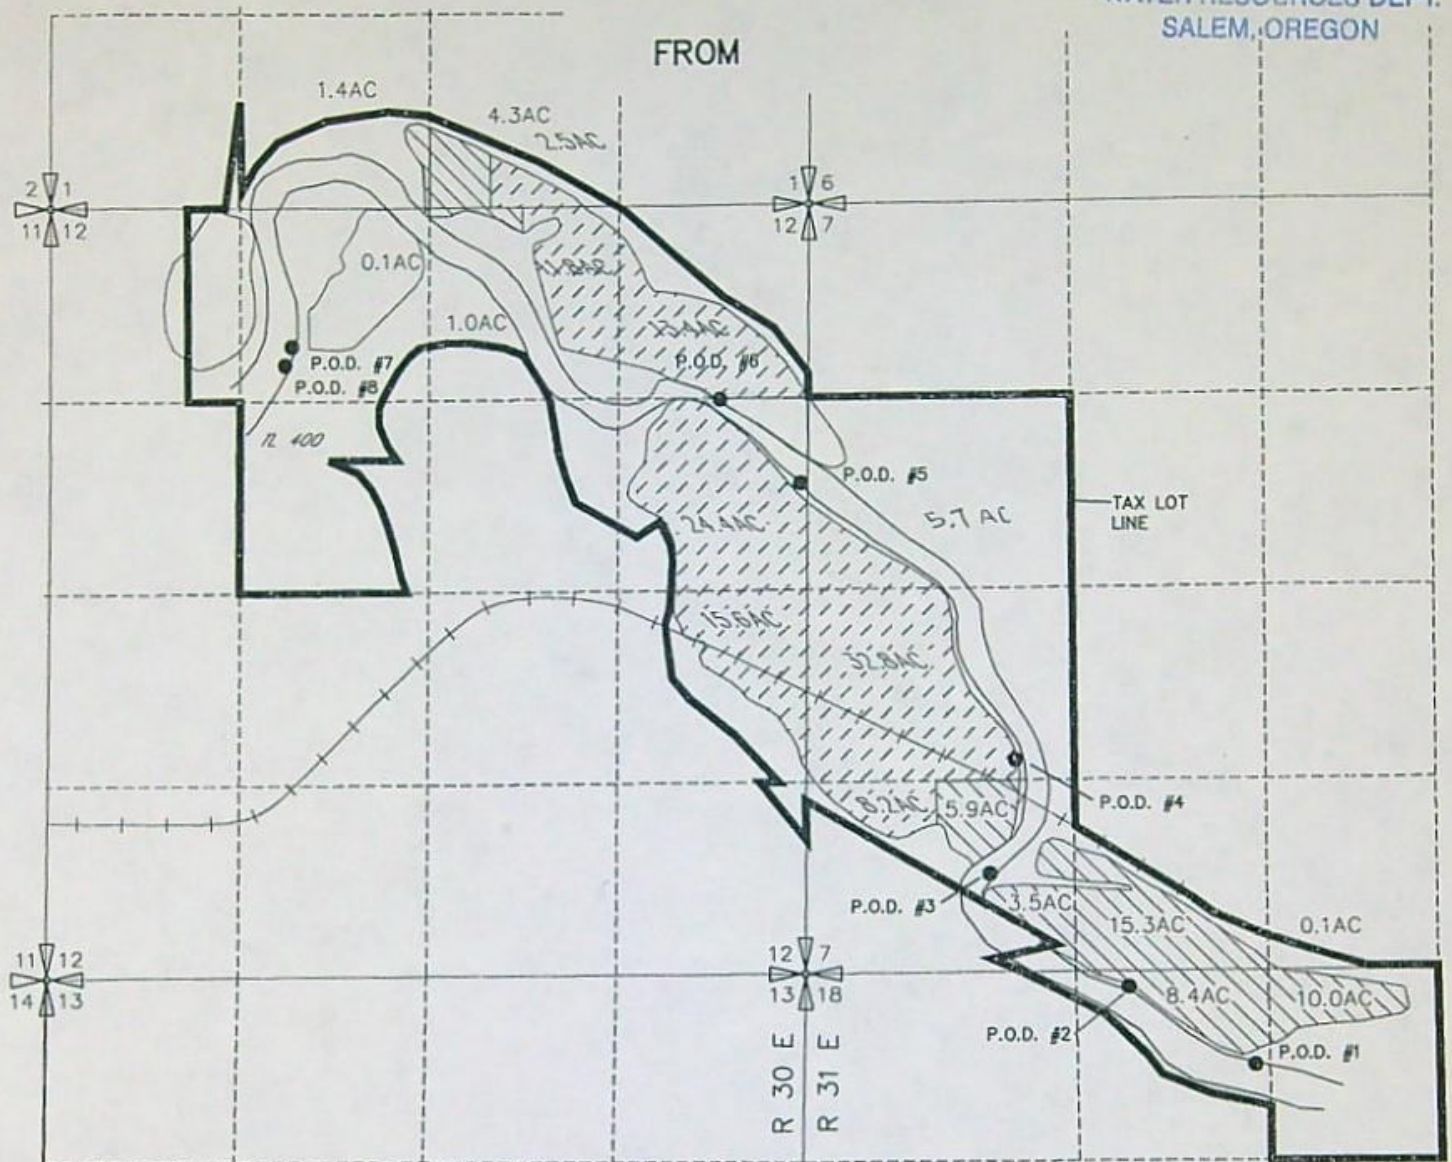 SALEM, OREGON
FROM
1.4AC
4.3AC
2.5AC
2 1
11 12
1 6
12 7
0.1AC
1.0AC
P.O.D. #7
P.O.D. #8
P.O.D. #6
TL 400
P.O.D. #5
5.7 AC
TAX LOT
LINE
24.4AC
15.6AC
P.O.D. #4
8.2AC
5.9AC
P.O.D. #3
3.5AC
15.3AC
0.1AC
11 12
14 13
12 7
13 18
8.4AC
10.0AC
P.O.D. #2
P.O.D. #1
R 30 E
R 31 E